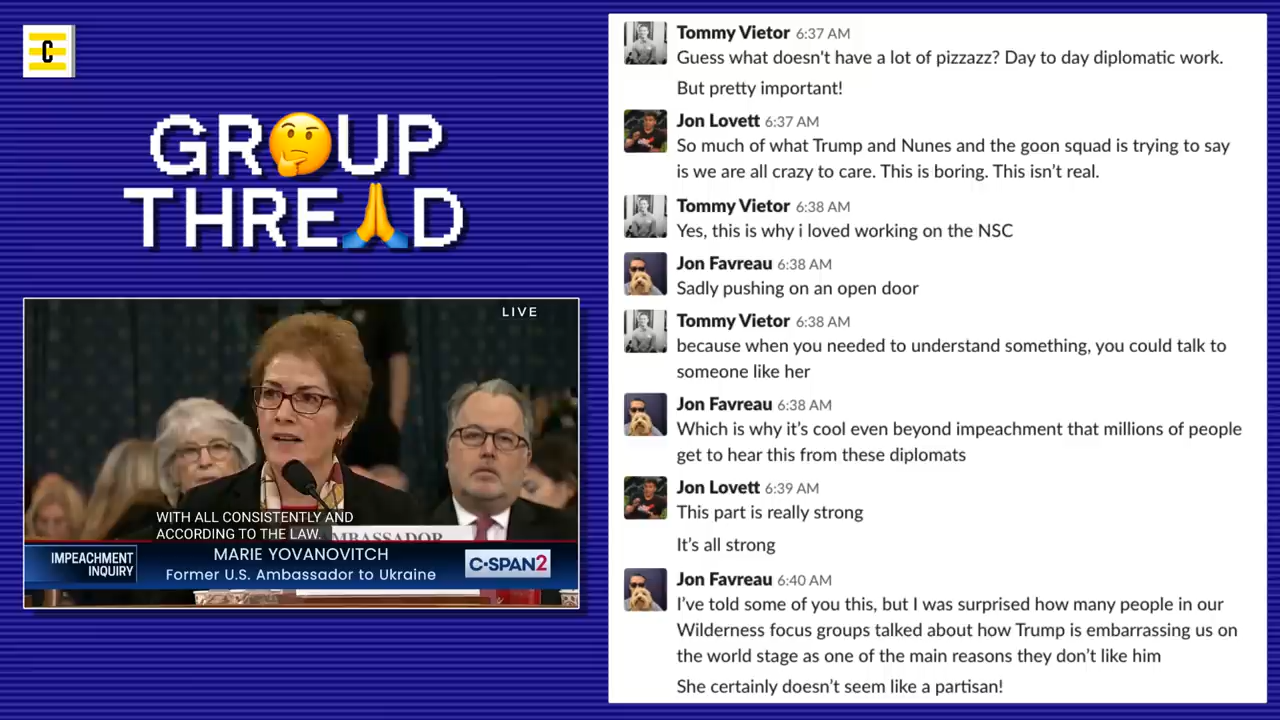 C
GR🤔UP
THRE🙏D
LIVE
WITH ALL CONSISTENTLY AND
ACCORDING TO THE LAW.
AMBASSADOR
IMPEACHMENT
INQUIRY
MARIE YOVANOVITCH
Former U.S. Ambassador to Ukraine
C-SPAN2
Tommy Vietor 6:37 AM
Guess what doesn't have a lot of pizzazz? Day to day diplomatic work.
But pretty important!
Jon Lovett 6:37 AM
So much of what Trump and Nunes and the goon squad is trying to say
is we are all crazy to care. This is boring. This isn't real.
Tommy Vietor 6:38 AM
Yes, this is why i loved working on the NSC
Jon Favreau 6:38 AM
Sadly pushing on an open door
Tommy Vietor 6:38 AM
because when you needed to understand something, you could talk to
someone like her
Jon Favreau 6:38 AM
Which is why it's cool even beyond impeachment that millions of people
get to hear this from these diplomats
Jon Lovett 6:39 AM
This part is really strong
It's all strong
Jon Favreau 6:40 AM
I've told some of you this, but I was surprised how many people in our
Wilderness focus groups talked about how Trump is embarrassing us on
the world stage as one of the main reasons they don't like him
She certainly doesn't seem like a partisan!